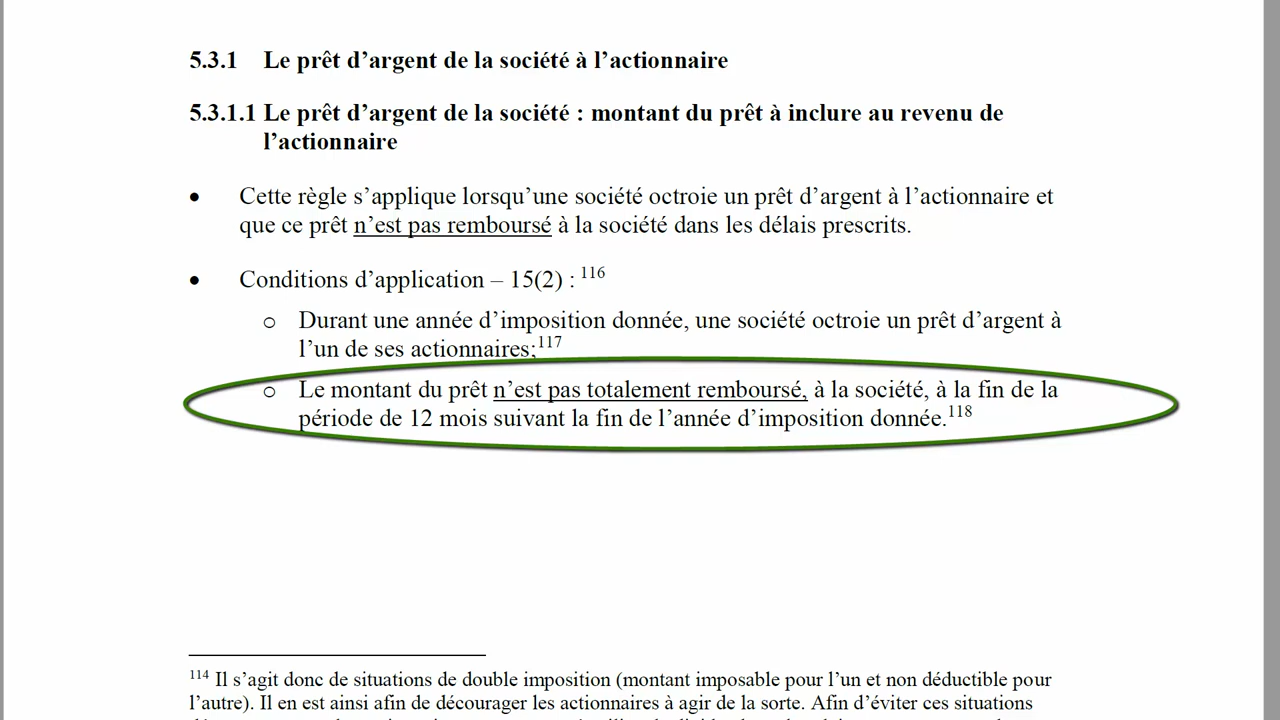 5.3.1 Le prêt d’argent de la société à l’actionnaire
5.3.1.1 Le prêt d’argent de la société : montant du prêt à inclure au revenu de
l’actionnaire
• Cette règle s’applique lorsqu’une société octroie un prêt d’argent à l’actionnaire et
que ce prêt n’est pas remboursé à la société dans les délais prescrits.
• Conditions d’application – 15(2) : 116
o Durant une année d’imposition donnée, une société octroie un prêt d’argent à
l’un de ses actionnaires;117
o Le montant du prêt n’est pas totalement remboursé, à la société, à la fin de la
période de 12 mois suivant la fin de l’année d’imposition donnée.118
114 Il s’agit donc de situations de double imposition (montant imposable pour l’un et non déductible pour
l’autre). Il en est ainsi afin de décourager les actionnaires à agir de la sorte. Afin d’éviter ces situations